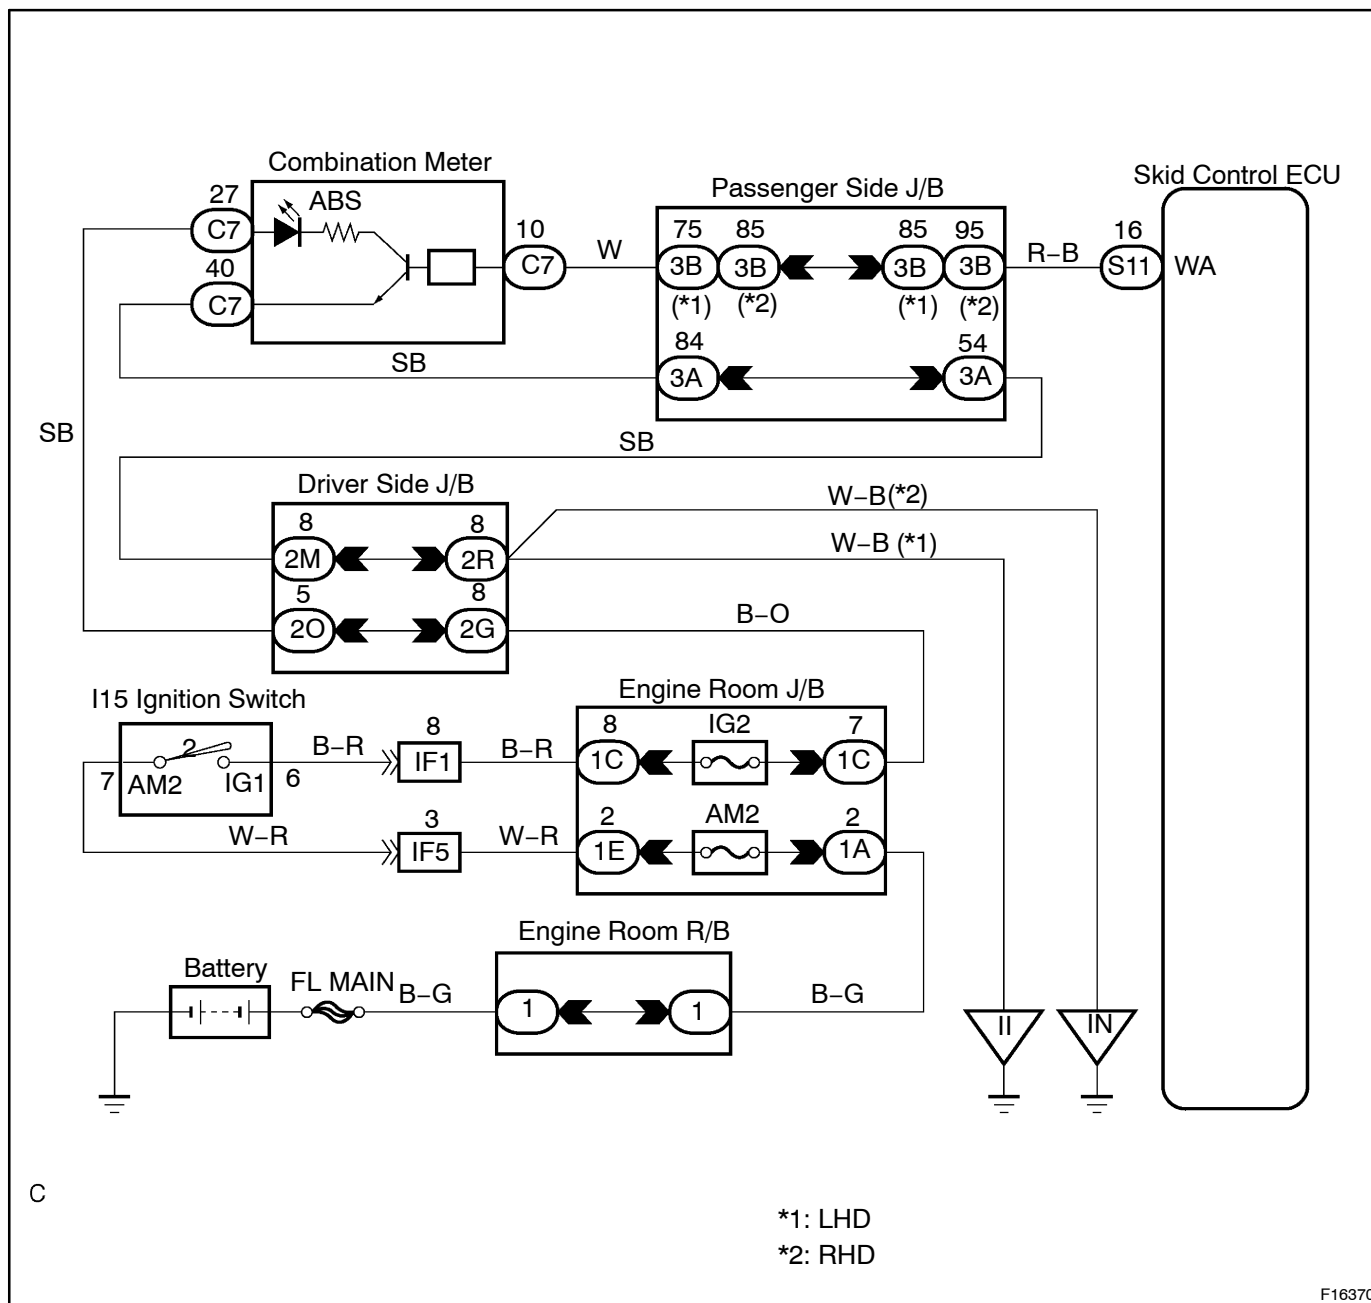 Combination Meter
Passenger Side J/B
Skid Control ECU
27
ABS
C7
40
C7
10
C7
W
75
85
85
95
3B
3B
3B
3B
(*1)
(*2)
(*1)
(*2)
R–B
16
S11
WA
84
54
3A
3A
SB
SB
SB
Driver Side J/B
8
8
2M
2R
5
8
2O
2G
W–B(*2)
W–B (*1)
B–O
I15 Ignition Switch
2
7
AM2
IG1
6
B–R
8
IF1
B–R
W–R
3
IF5
W–R
Engine Room J/B
8
IG2
7
1C
1C
2
AM2
2
1E
1A
Engine Room R/B
Battery
FL MAIN
B–G
1
1
B–G
II
IN
C
*1: LHD
*2: RHD
F16370